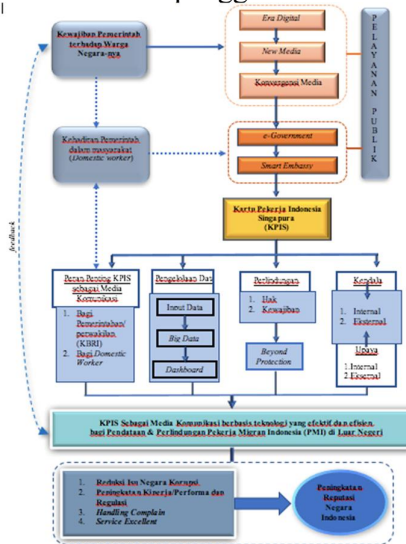 Kewajiban Pemerintah
terhadap Warga
Negara-nya
Era Digital
New Media
Konvergensi Media
PELAYANAN PUBLIK
Kehadiran Pemerintah
dalam masyarakat
(Domestic worker)
e-Government
Smart Embassy
feedback
Kartu Pekerja Indonesia
Singapura
(KPIS)
Peran Penting KPIS
sebagai Media
Komunikasi
1. Bagi
Pemerintahan/
perwakilan
(KBRI)
2. Bagi Domestic
Worker
Pengelolaan Data
Input Data
Big Data
Dashboard
Perlindungan
1. Hak
2. Kewajiban
Beyond
Protection
Kendala
1. Internal
2. Eksternal
Upaya
1.Internal
2.Eksternal
KPIS Sebagai Media Komunikasi berbasis teknologi yang efektif dan efisien
bagi Pendataan & Perlindungan Pekerja Migran Indonesia (PMI) di Luar Negeri
1. Reduksi Isu Negara Korupsi
2. Peningkatan Kinerja/Performa dan
Regulasi
3. Handling Complain
4. Service Excellent
Peningkatan
Reputasi
Negara
Indonesia